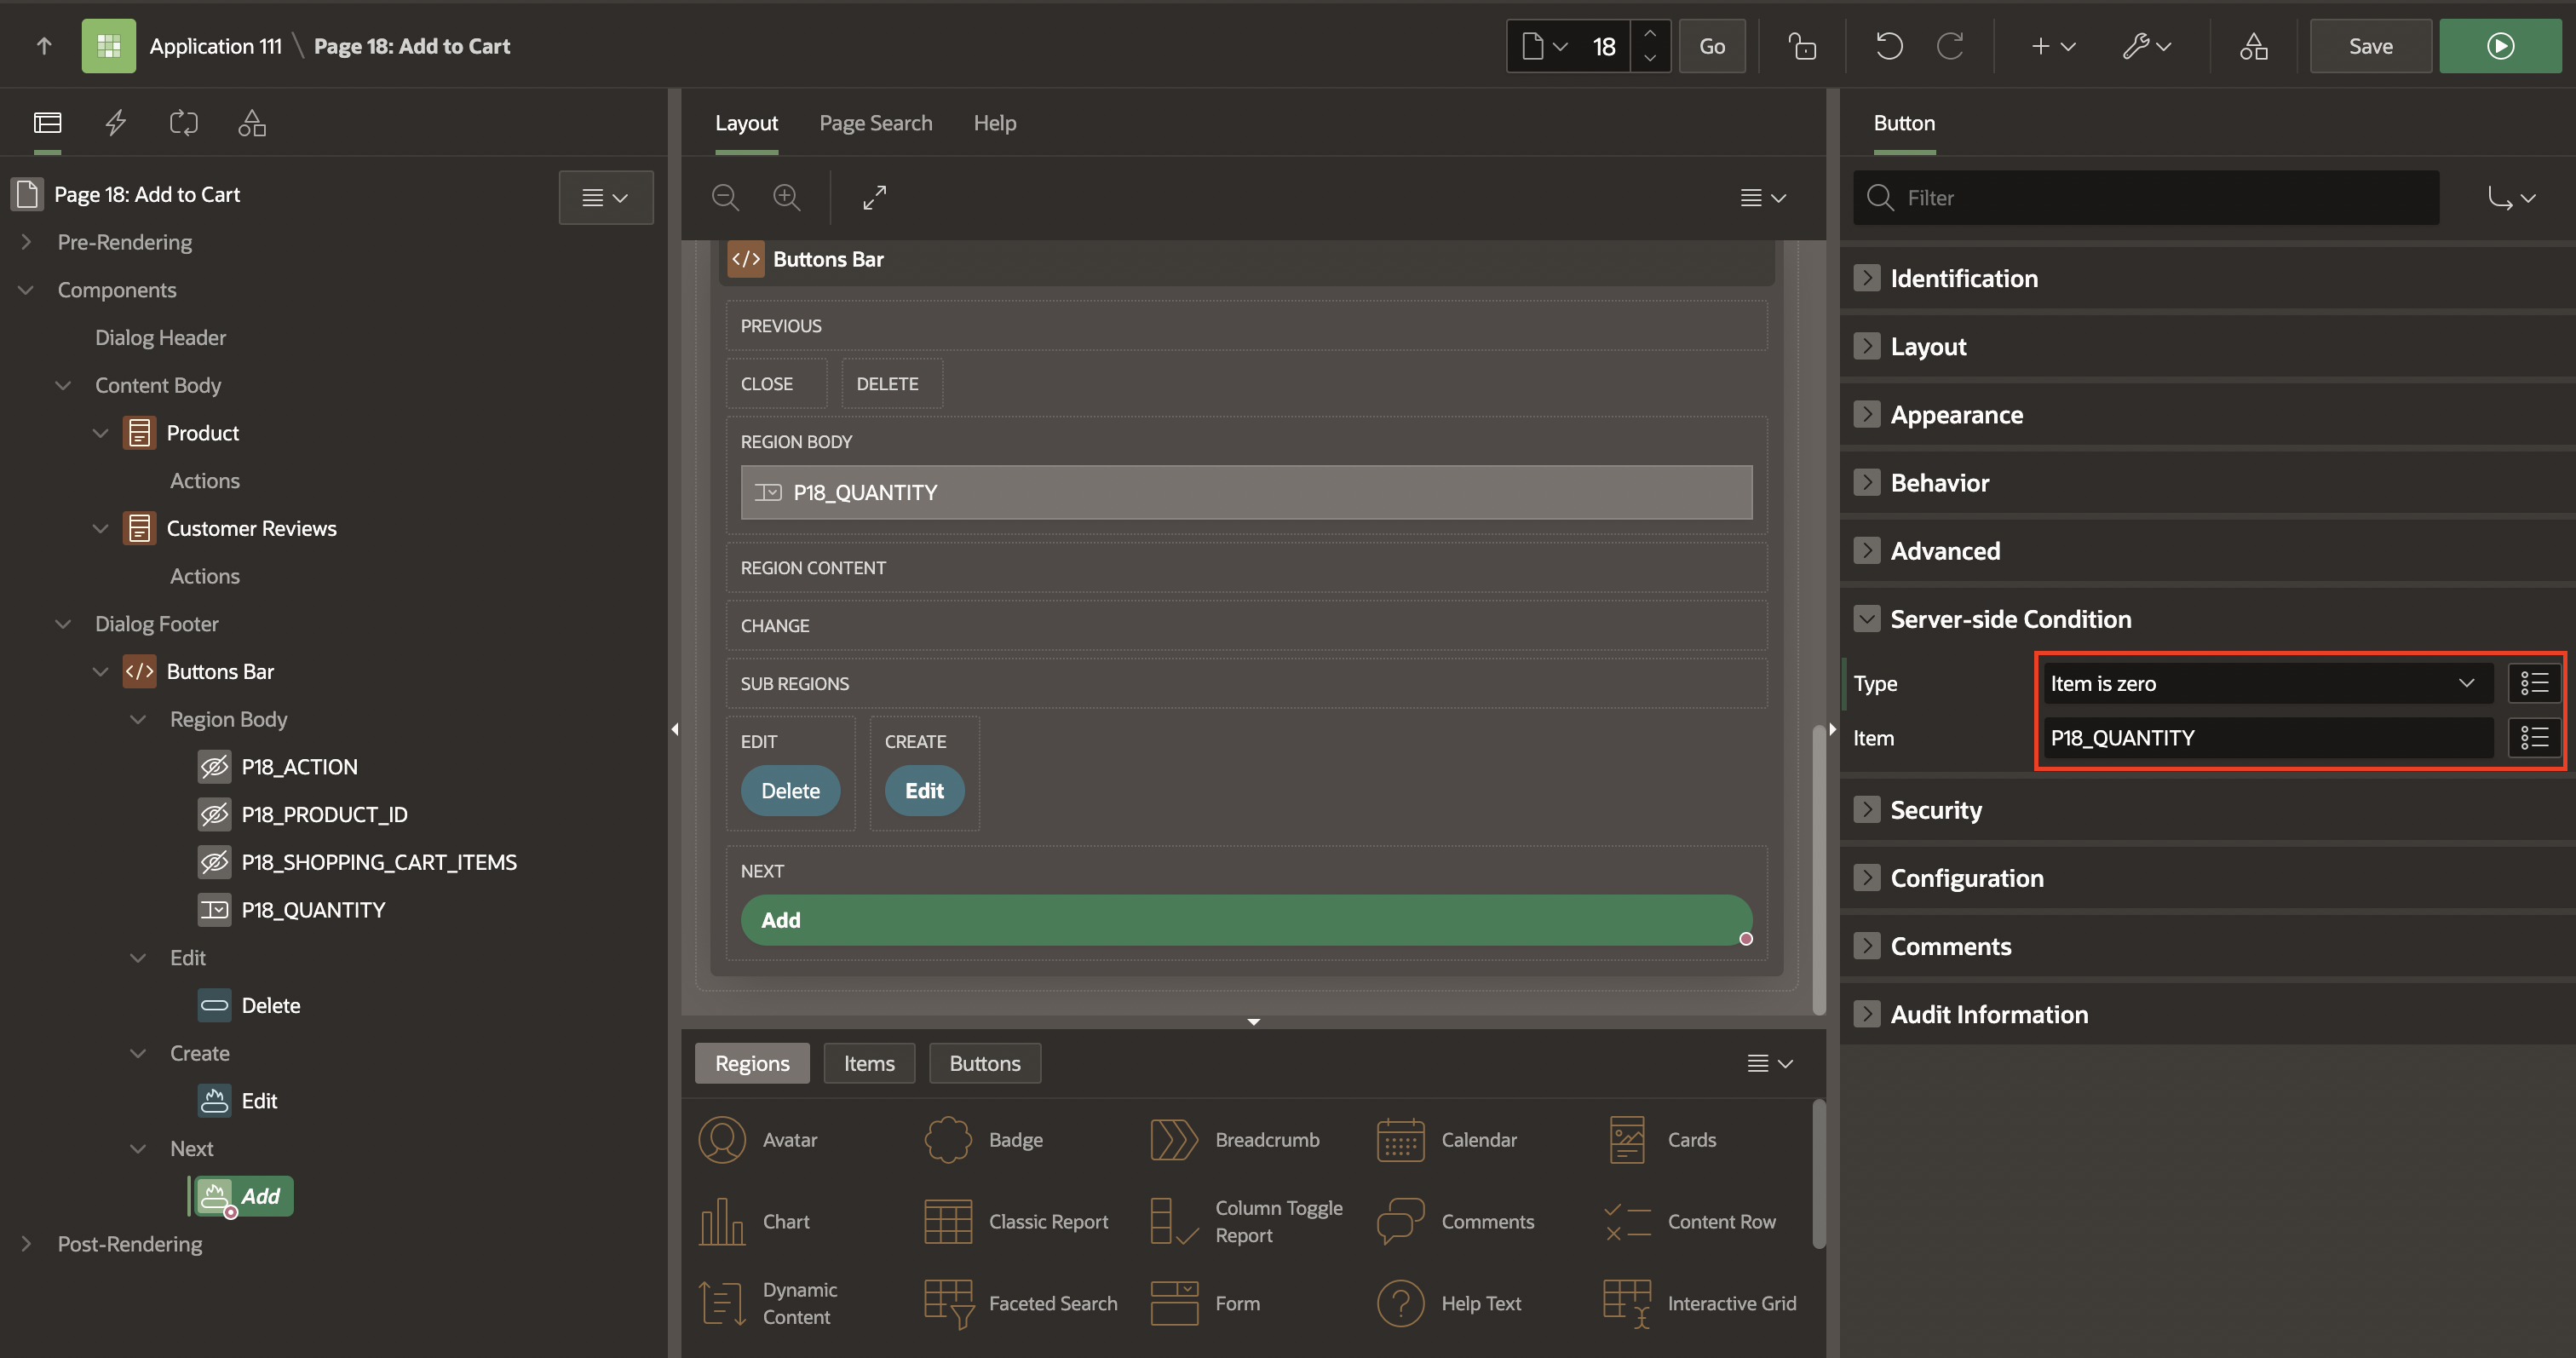 Application 111 \ Page 18: Add to Cart
18
Go
Save
Page 18: Add to Cart
Pre-Rendering
Components
Dialog Header
Content Body
Product
Actions
Customer Reviews
Actions
Dialog Footer
Buttons Bar
Region Body
P18_ACTION
P18_PRODUCT_ID
P18_SHOPPING_CART_ITEMS
P18_QUANTITY
Edit
Delete
Create
Edit
Next
Add
Post-Rendering
Layout Page Search Help
Buttons Bar
PREVIOUS
CLOSE DELETE
REGION BODY
P18_QUANTITY
REGION CONTENT
CHANGE
SUB REGIONS
EDIT CREATE
Delete Edit
NEXT
Add
Regions Items Buttons
Avatar Badge Breadcrumb Calendar Cards
Chart Classic Report Column Toggle Report Comments Content Row
Dynamic Content Faceted Search Form Help Text Interactive Grid
Button
Filter
Identification
Layout
Appearance
Behavior
Advanced
Server-side Condition
Type Item is zero
Item P18_QUANTITY
Security
Configuration
Comments
Audit Information